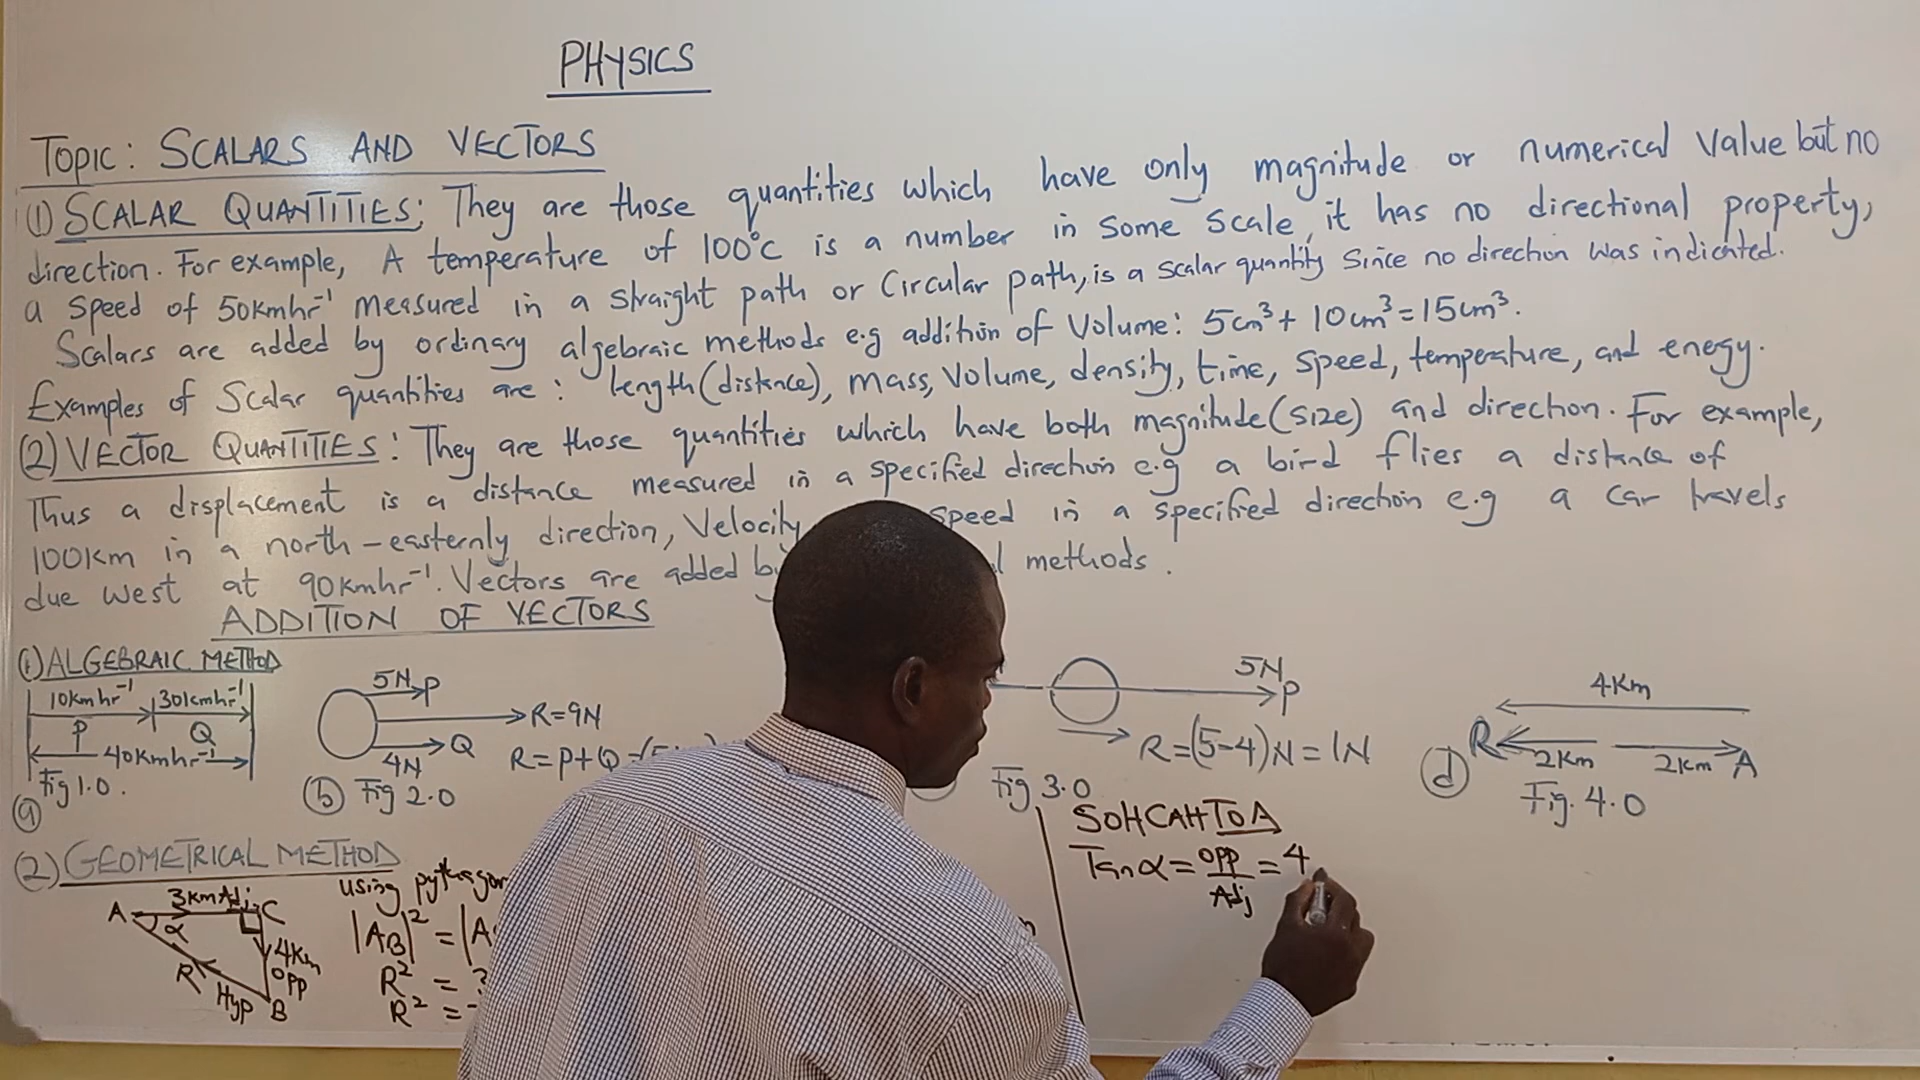 PHYSICS
TOPIC: SCALARS AND VECTORS
(1) SCALAR QUANTITIES; They are those quantities which have only magnitude or numerical value but no
direction. For example, A temperature of 100°c is a number in some scale, it has no directional property,
a speed of 50kmhr⁻¹ measured in a straight path or circular path, is a scalar quantity since no direction was indicated.
Scalars are added by ordinary algebraic methods e.g addition of volume: 5cm³ + 10cm³ = 15cm³.
Examples of scalar quantities are: length (distance), mass, volume, density, time, speed, temperature, and enegy.
(2) VECTOR QUANTITIES: They are those quantities which have both magnitude (size) and direction. For example,
Thus a displacement is a distance measured in a specified direction e.g a bird flies a distance of
100km in a north-easternly direction, Velocity speed in a specified direction e.g a car travels
due west at 90kmhr⁻¹. Vectors are added by methods.
ADDITION OF VECTORS
(1) ALGEBRAIC METHOD
10kmhr⁻¹ 30kmhr⁻¹
P Q
40kmhr⁻¹
Fig 1.0.
(a)
5N P
R=9N
4N Q
R=P+Q
(b) Fig 2.0
5N P
R=(5-4)N=1N
Fig 3.0
4km
R 2km 2km A
(d) Fig. 4.0
(2) GEOMETRICAL METHOD
3km Adj C
A α
4km
opp
R
Hyp B
using
|AB|² =
R² =
R² =
SOHCAHTOA
Tan α = opp/Adj = 4